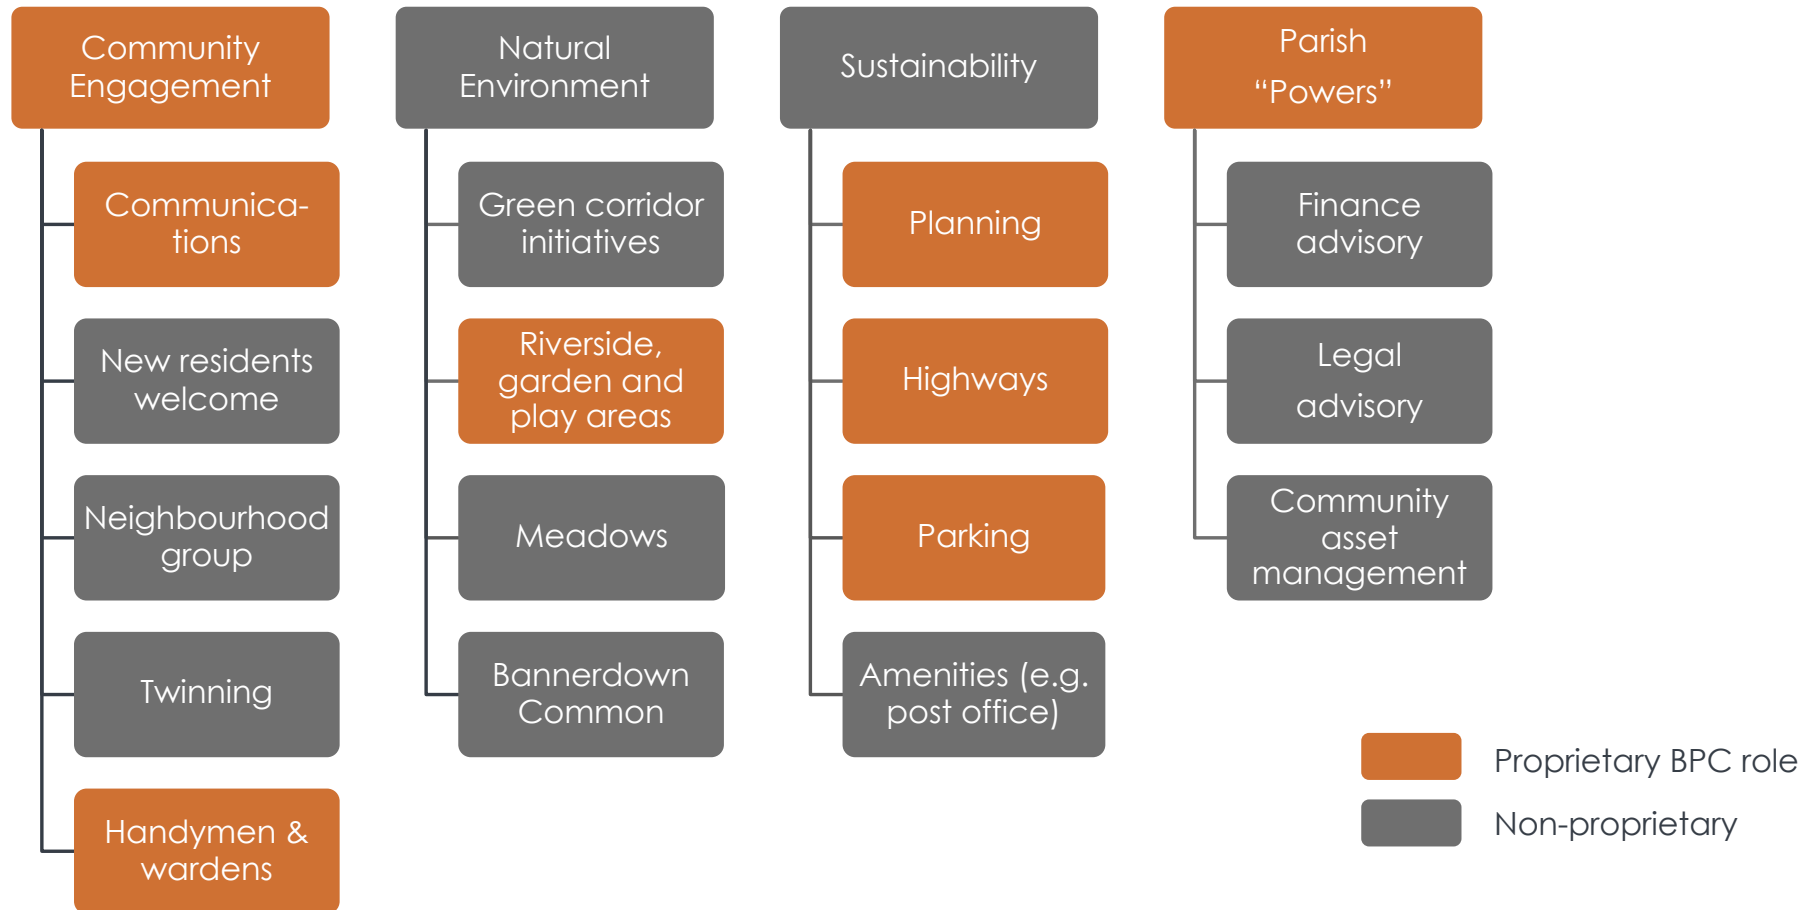 Community
Engagement
Communica-
tions
New residents
welcome
Neighbourhood
group
Twinning
Handymen &
wardens
Natural
Environment
Green corridor
initiatives
Riverside,
garden and
play areas
Meadows
Bannerdown
Common
Sustainability
Planning
Highways
Parking
Amenities (e.g.
post office)
Parish
“Powers”
Finance
advisory
Legal
advisory
Community
asset
management
Proprietary BPC role
Non-proprietary